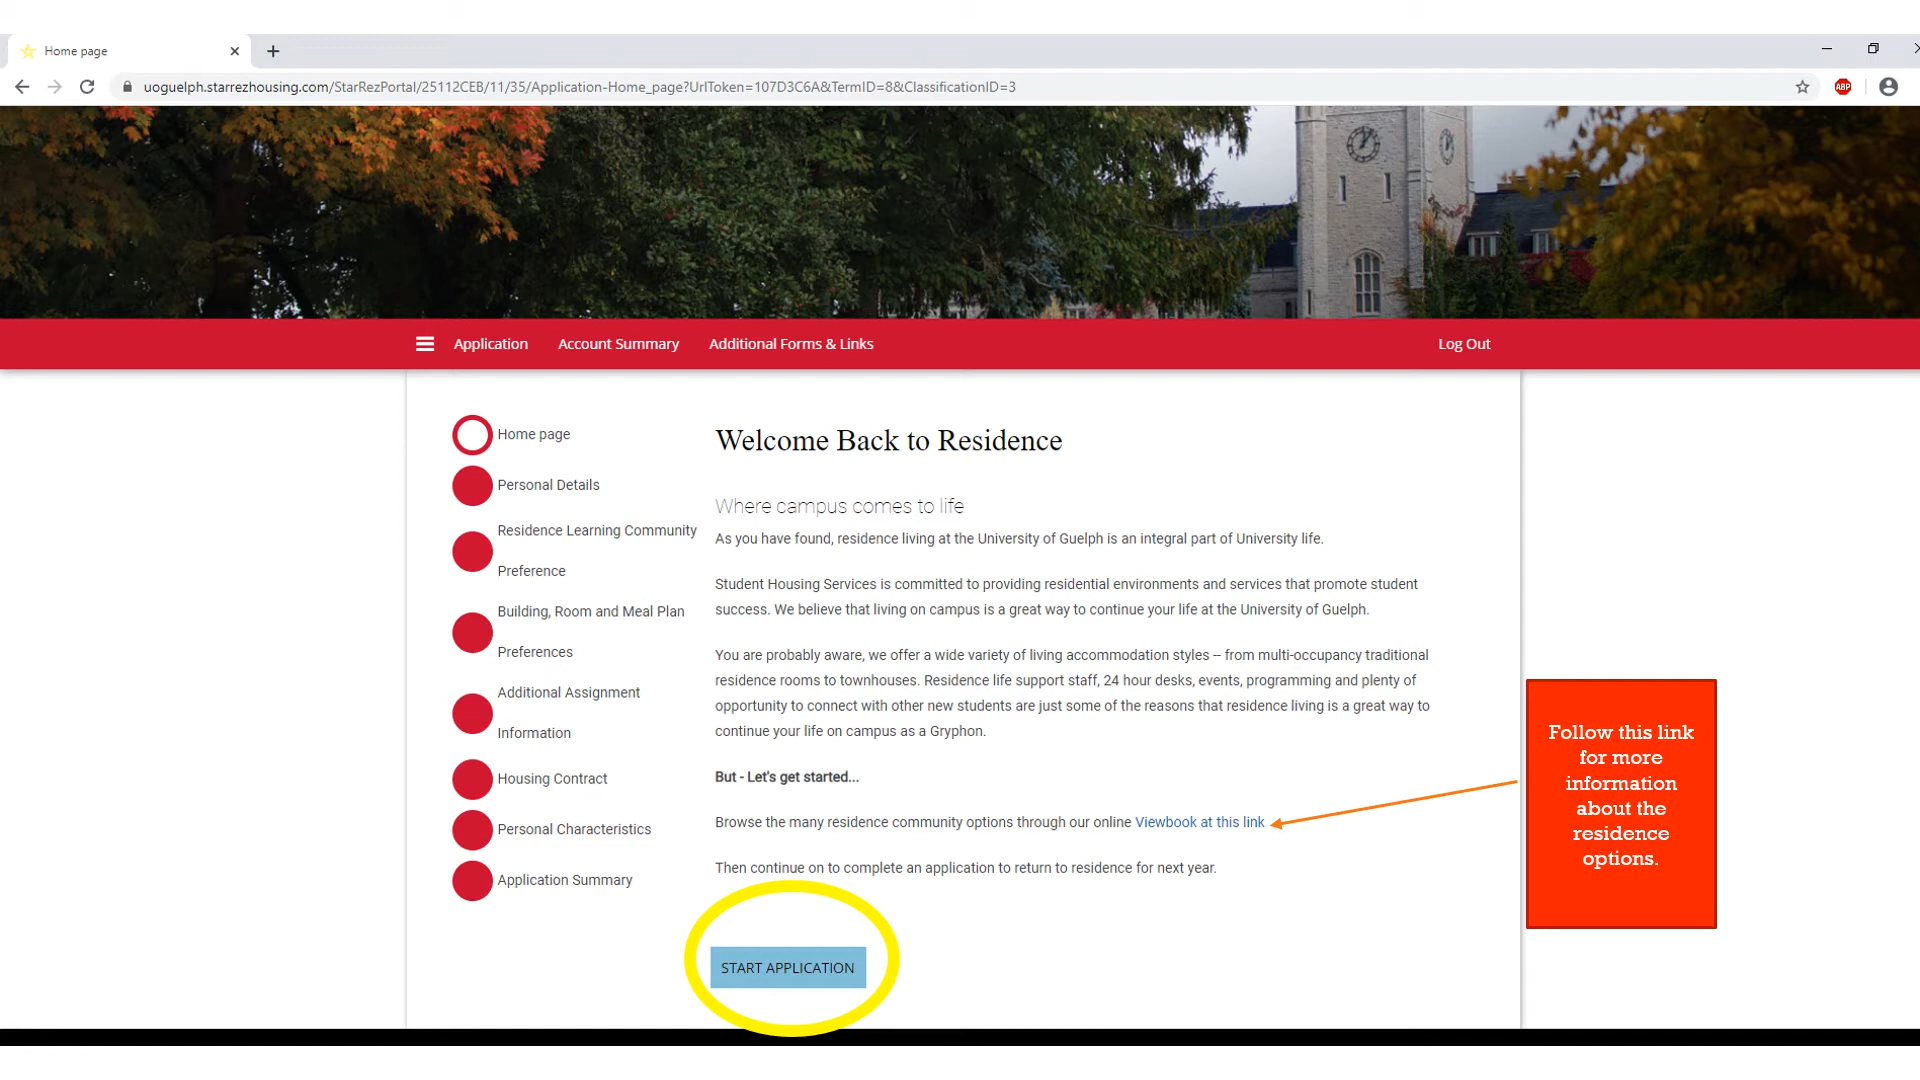 Home page
uoguelph.starrezhousing.com/StarRezPortal/25112CEB/11/35/Application-Home_page?UrlToken=107D3C6A&TermID=8&ClassificationID=3
ABP
Application
Account Summary
Additional Forms & Links
Log Out
Home page
Personal Details
Residence Learning Community
Preference
Building, Room and Meal Plan
Preferences
Additional Assignment
Information
Housing Contract
Personal Characteristics
Application Summary
Welcome Back to Residence
Where campus comes to life
As you have found, residence living at the University of Guelph is an integral part of University life.
Student Housing Services is committed to providing residential environments and services that promote student
success. We believe that living on campus is a great way to continue your life at the University of Guelph.
You are probably aware, we offer a wide variety of living accommodation styles -- from multi-occupancy traditional
residence rooms to townhouses. Residence life support staff, 24 hour desks, events, programming and plenty of
opportunity to connect with other new students are just some of the reasons that residence living is a great way to
continue your life on campus as a Gryphon.
But - Let's get started...
Browse the many residence community options through our online Viewbook at this link
Then continue on to complete an application to return to residence for next year.
START APPLICATION
Follow this link
for more
information
about the
residence
options.